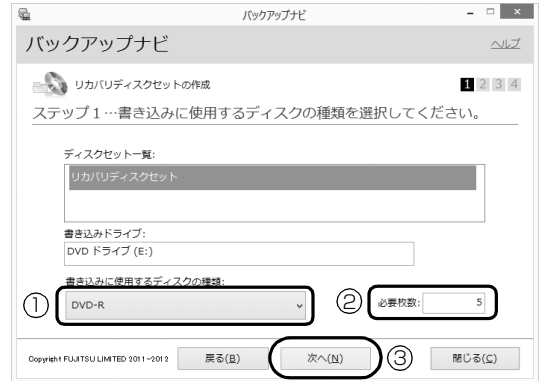 バックアップナビ
バックアップナビ
ヘルプ
リカバリディスクセットの作成
1 2 3 4
ステップ１…書き込みに使用するディスクの種類を選択してください。
ディスクセット一覧:
リカバリディスクセット
書き込みドライブ:
DVD ドライブ (E:)
書き込みに使用するディスクの種類:
① DVD-R
② 必要枚数: 5
Copyright FUJITSU LIMITED 2011-2012 戻る(B) 次へ(N) ③ 閉じる(C)